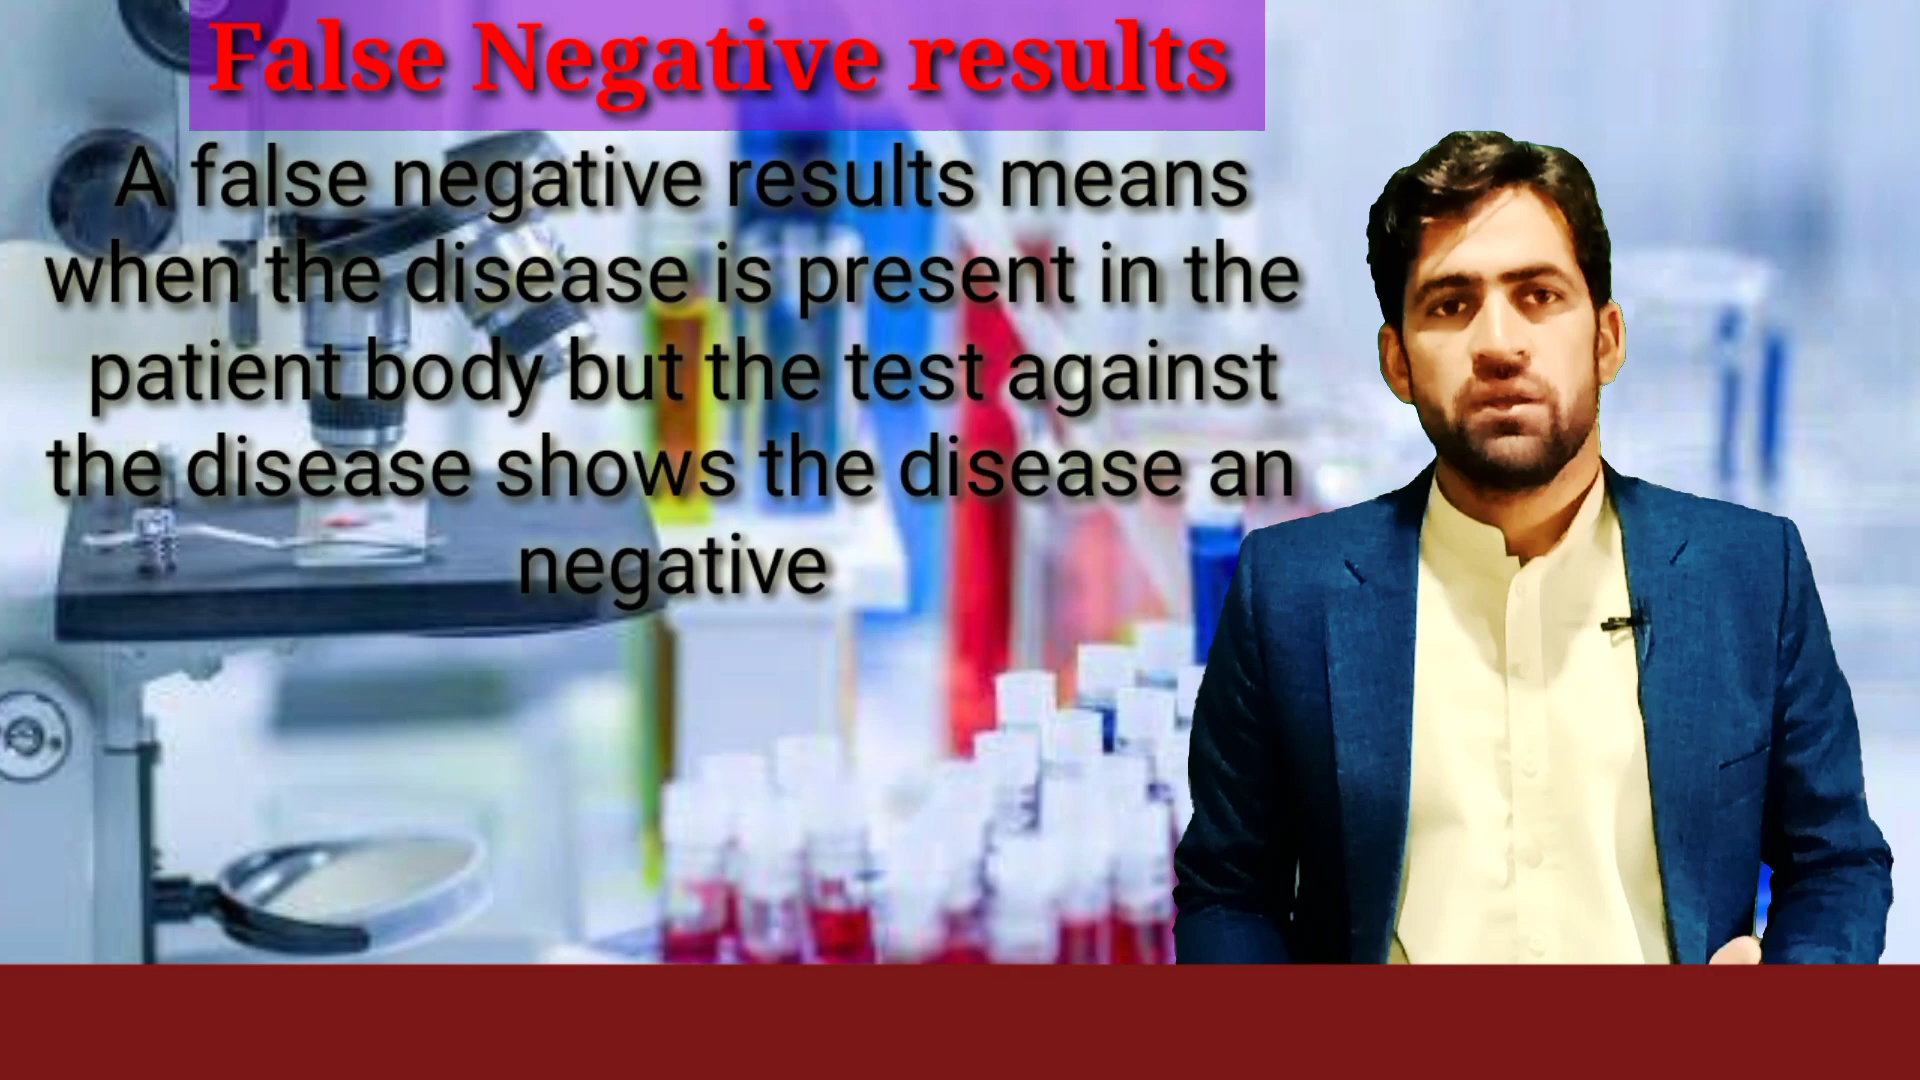 False Negative results
A false negative results means
when the disease is present in the
patient body but the test against
the disease shows the disease an
negative